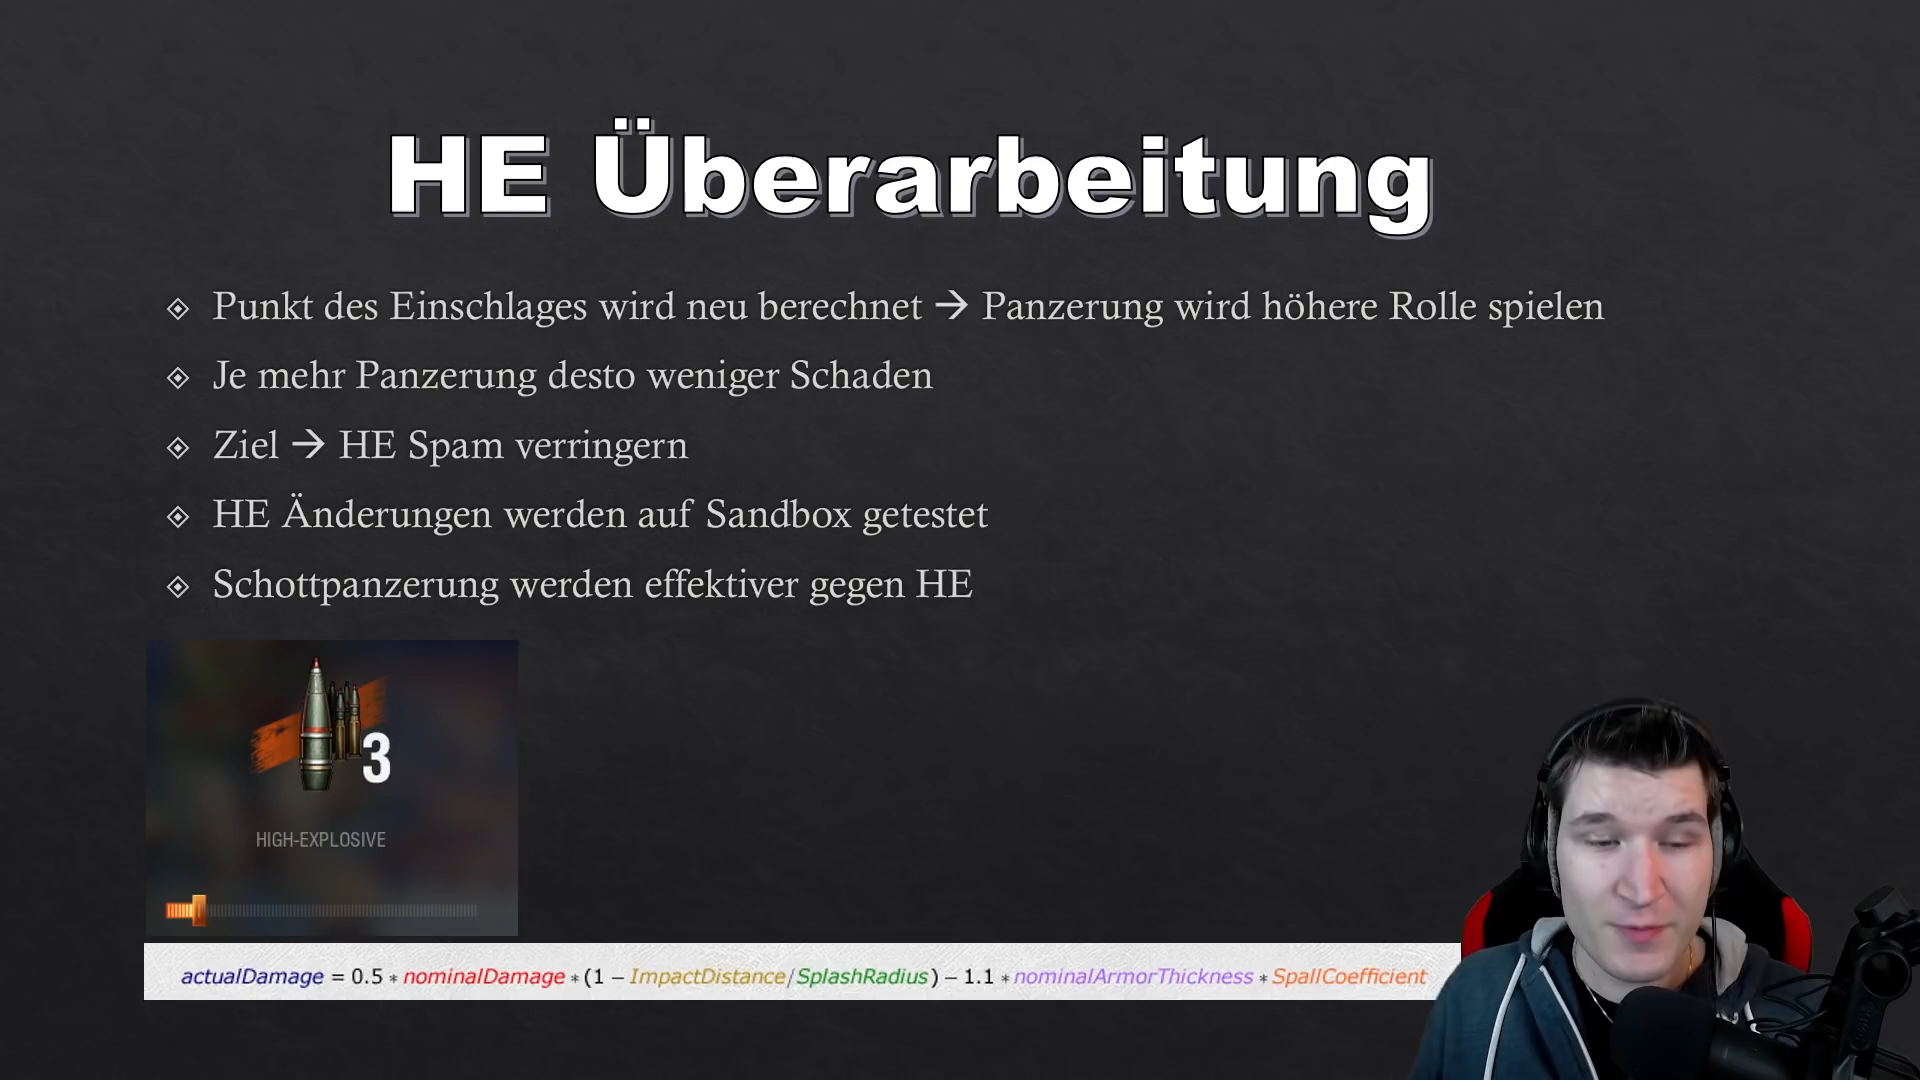 HE Überarbeitung
Punkt des Einschlages wird neu berechnet → Panzerung wird höhere Rolle spielen
Je mehr Panzerung desto weniger Schaden
Ziel → HE Spam verringern
HE Änderungen werden auf Sandbox getestet
Schottpanzerung werden effektiver gegen HE
3
HIGH-EXPLOSIVE
actualDamage = 0.5 * nominalDamage * (1 − ImpactDistance/SplashRadius) − 1.1 * nominalArmorThickness * SpallCoefficient